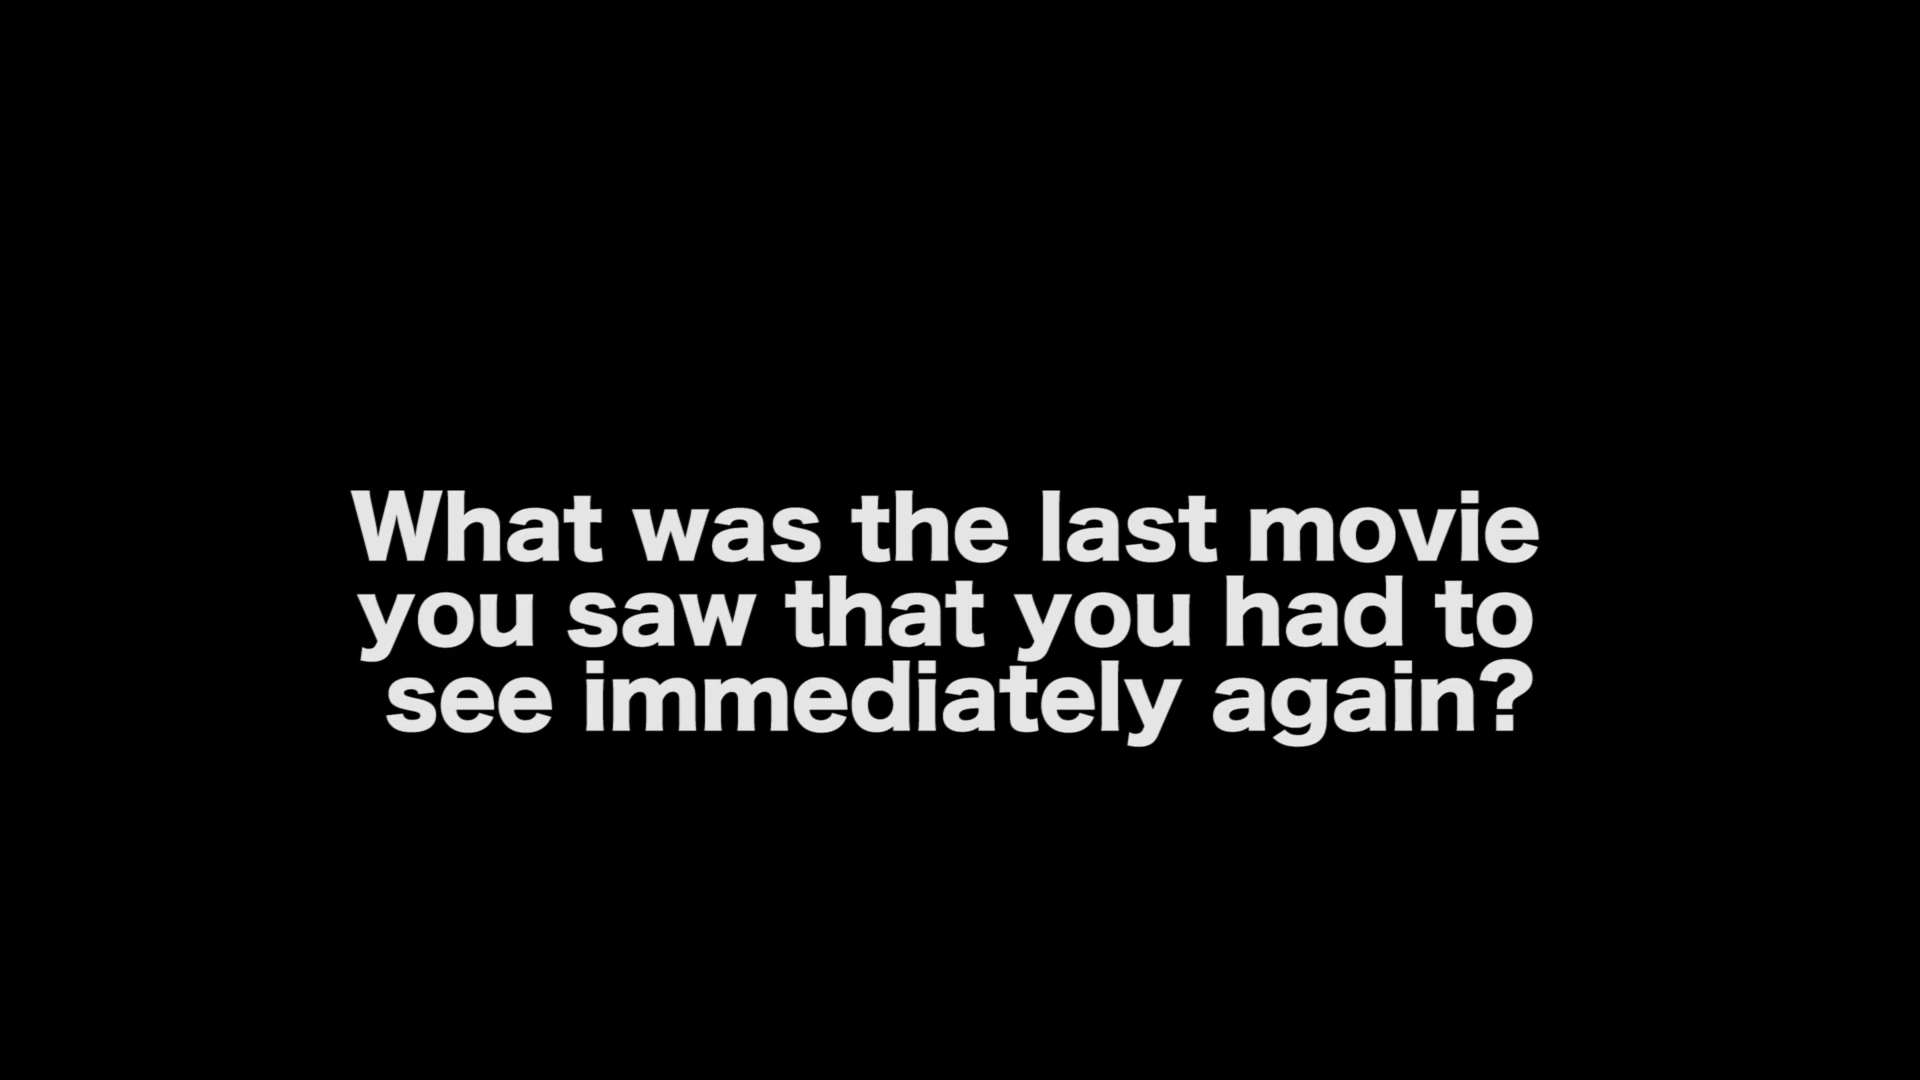 What was the last movie
you saw that you had to
see immediately again?